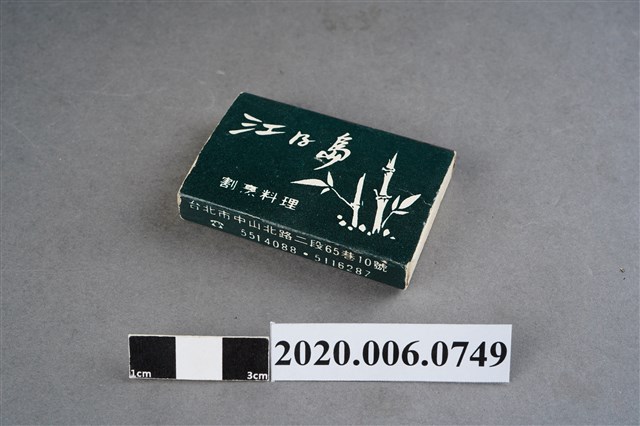 江乃島
割烹料理
台北市中山北路二段65巷10號
☎ 5514088・5116287
1cm 3cm
2020.006.0749